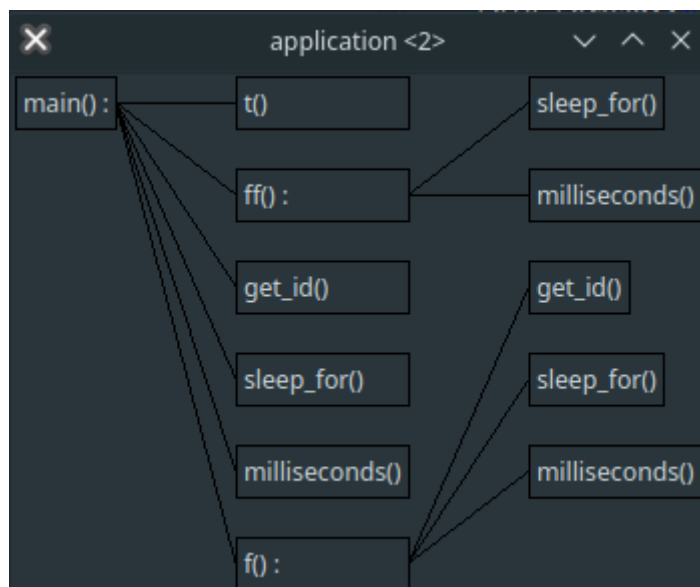 application <2>
main() :
t()
sleep_for()
ff() :
milliseconds()
get_id()
get_id()
sleep_for()
sleep_for()
milliseconds()
milliseconds()
f() :